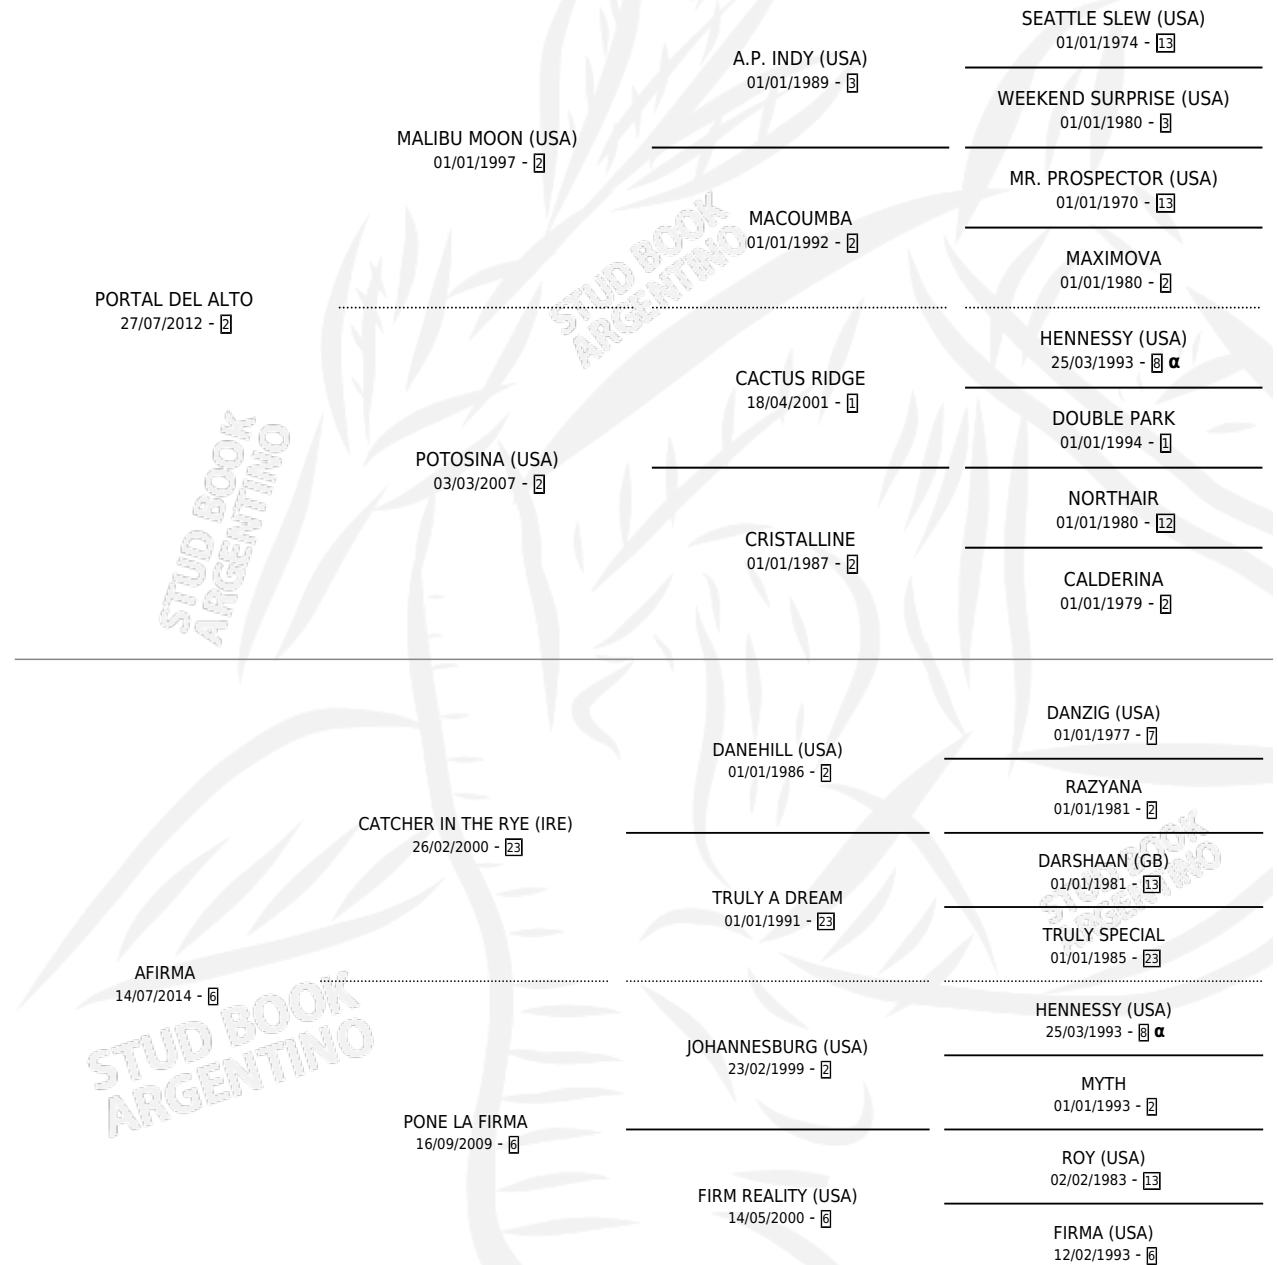 SEATTLE SLEW (USA)
01/01/1974 - 13
A.P. INDY (USA)
01/01/1989 - 3
WEEKEND SURPRISE (USA)
01/01/1980 - 3
MALIBU MOON (USA)
01/01/1997 - 2
MR. PROSPECTOR (USA)
01/01/1970 - 13
MACOUMBA
01/01/1992 - 2
MAXIMOVA
01/01/1980 - 2
PORTAL DEL ALTO
27/07/2012 - 2
HENNESSY (USA)
25/03/1993 - 8 α
CACTUS RIDGE
18/04/2001 - 1
DOUBLE PARK
01/01/1994 - 1
POTOSINA (USA)
03/03/2007 - 2
NORTHAIR
01/01/1980 - 12
CRISTALLINE
01/01/1987 - 2
CALDERINA
01/01/1979 - 2
STUD BOOK
ARGENTINO
STUD BOOK
ARGENTINO
DANZIG (USA)
01/01/1977 - 7
DANEHILL (USA)
01/01/1986 - 2
RAZYANA
01/01/1981 - 2
CATCHER IN THE RYE (IRE)
26/02/2000 - 23
DARSHAAN (GB)
01/01/1981 - 13
TRULY A DREAM
01/01/1991 - 23
TRULY SPECIAL
01/01/1985 - 23
AFIRMA
14/07/2014 - 6
HENNESSY (USA)
25/03/1993 - 8 α
JOHANNESBURG (USA)
23/02/1999 - 2
MYTH
01/01/1993 - 2
PONE LA FIRMA
16/09/2009 - 6
ROY (USA)
02/02/1983 - 13
FIRM REALITY (USA)
14/05/2000 - 6
FIRMA (USA)
12/02/1993 - 6
STUD BOOK
ARGENTINO
STUD BOOK
ARGENTINO